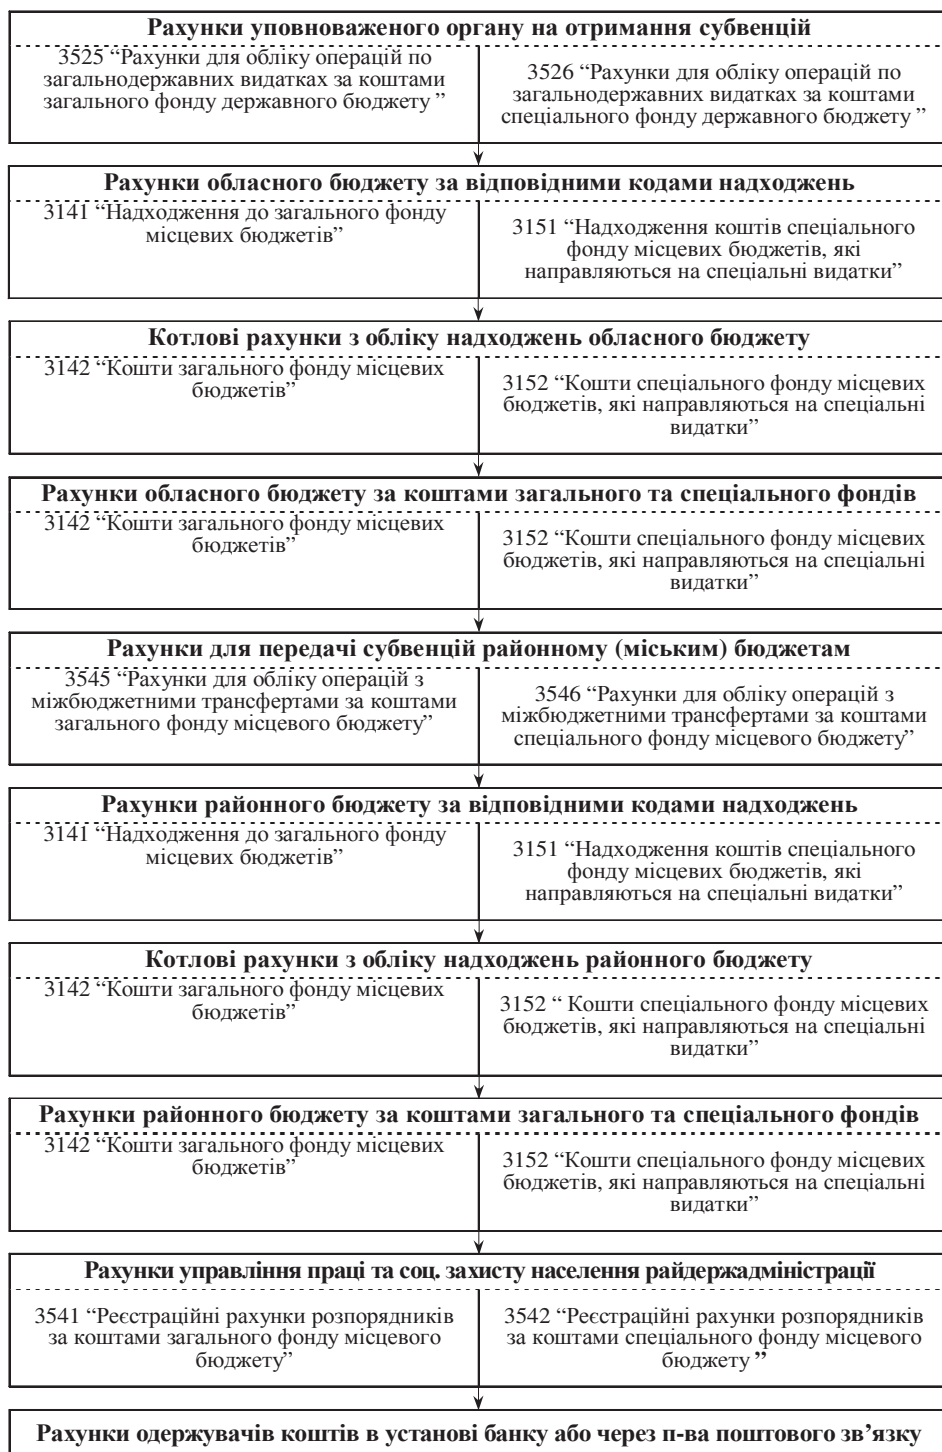 Рахунки уповноваженого органу на отримання субвенцій
3525 “Рахунки для обліку операцій по
загальнодержавних видатках за коштами
загального фонду державного бюджету ”
3526 “Рахунки для обліку операцій по
загальнодержавних видатках за коштами
спеціального фонду державного бюджету ”
Рахунки обласного бюджету за відповідними кодами надходжень
3141 “Надходження до загального фонду
місцевих бюджетів”
3151 “Надходження коштів спеціального
фонду місцевих бюджетів, які
направляються на спеціальні видатки”
Котлові рахунки з обліку надходжень обласного бюджету
3142 “Кошти загального фонду місцевих
бюджетів”
3152 “Кошти спеціального фонду місцевих
бюджетів, які направляються на спеціальні
видатки”
Рахунки обласного бюджету за коштами загального та спеціального фондів
3142 “Кошти загального фонду місцевих
бюджетів”
3152 “Кошти спеціального фонду місцевих
бюджетів, які направляються на спеціальні
видатки”
Рахунки для передачі субвенцій районному (міським) бюджетам
3545 “Рахунки для обліку операцій з
міжбюджетними трансфертами за коштами
загального фонду місцевого бюджету”
3546 “Рахунки для обліку операцій з
міжбюджетними трансфертами за коштами
спеціального фонду місцевого бюджету”
Рахунки районного бюджету за відповідними кодами надходжень
3141 “Надходження до загального фонду
місцевих бюджетів”
3151 “Надходження коштів спеціального
фонду місцевих бюджетів, які
направляються на спеціальні видатки”
Котлові рахунки з обліку надходжень районного бюджету
3142 “Кошти загального фонду місцевих
бюджетів”
3152 “ Кошти спеціального фонду місцевих
бюджетів, які направляються на спеціальні
видатки”
Рахунки районного бюджету за коштами загального та спеціального фондів
3142 “Кошти загального фонду місцевих
бюджетів”
3152 “Кошти спеціального фонду місцевих
бюджетів, які направляються на спеціальні
видатки”
Рахунки управління праці та соц. захисту населення райдержадміністрації
3541 “Реєстраційні рахунки розпорядників
за коштами загального фонду місцевого
бюджету”
3542 “Реєстраційні рахунки розпорядників
за коштами спеціального фонду місцевого
бюджету ”
Рахунки одержувачів коштів в установі банку або через п-ва поштового зв’язку